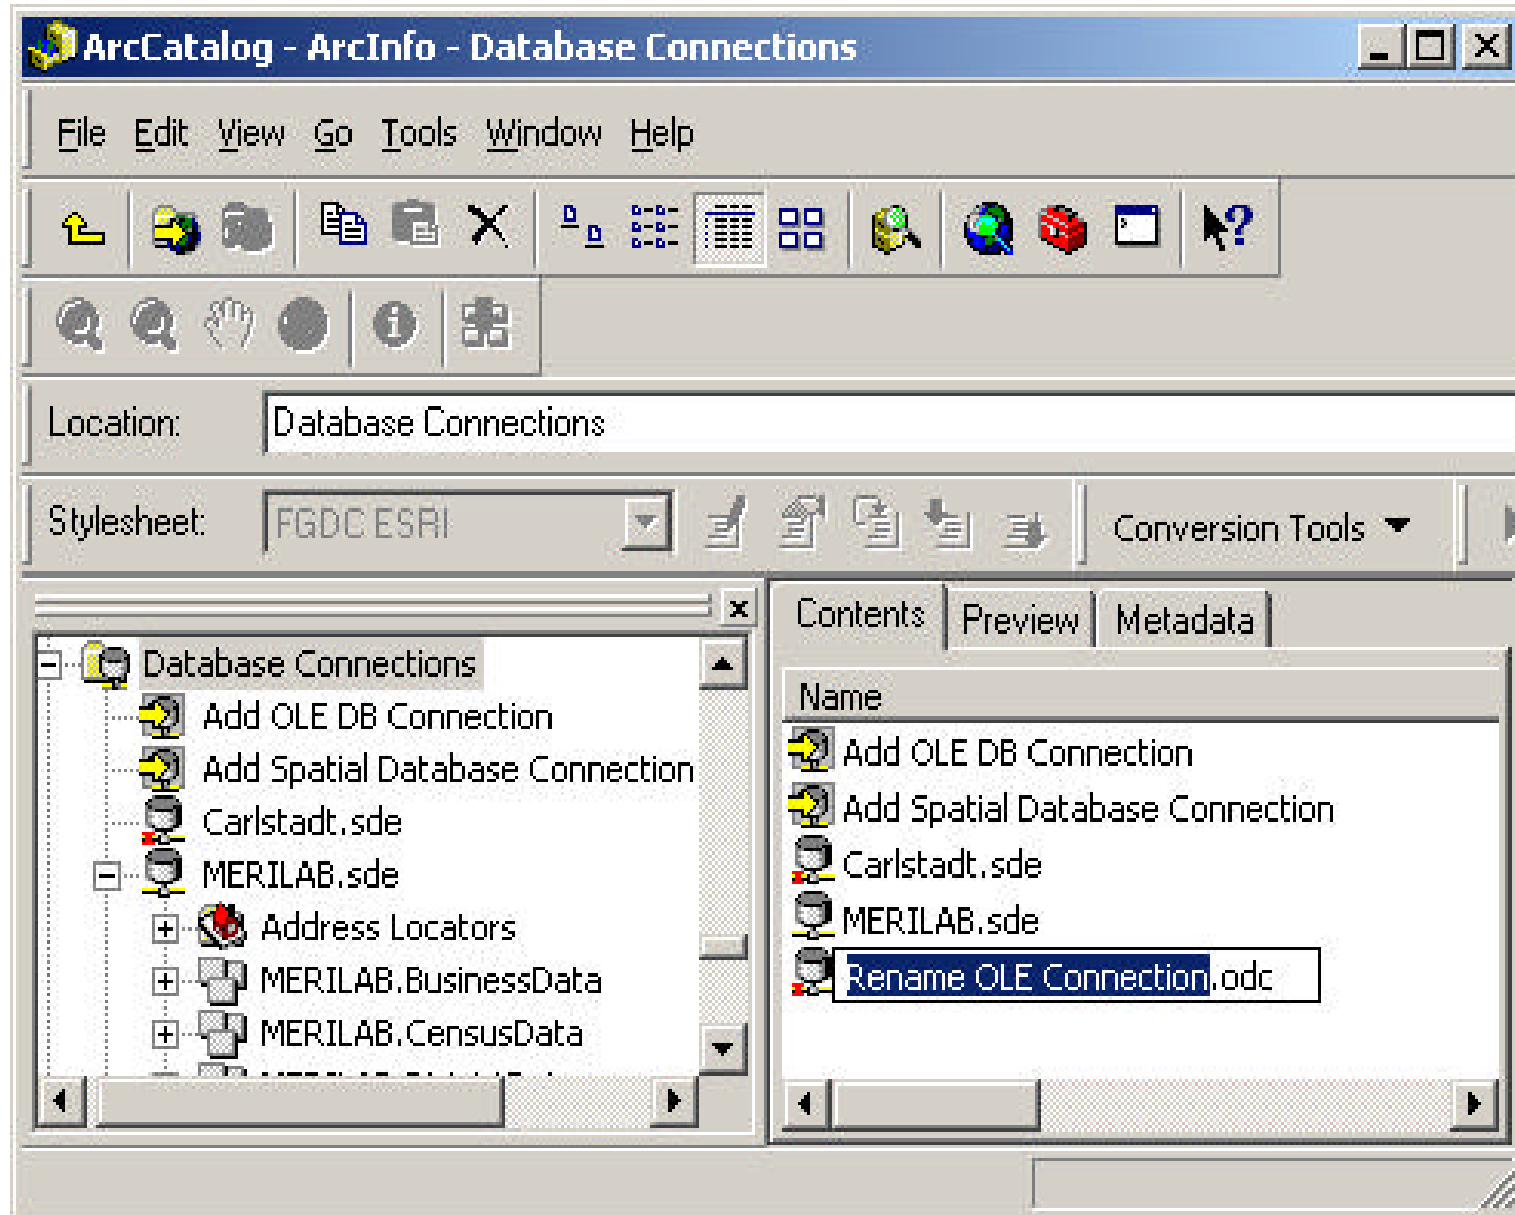 ArcCatalog - ArcInfo - Database Connections
File Edit View Go Tools Window Help
Location: Database Connections
Stylesheet: FGDC ESRI Conversion Tools
Database Connections
Add OLE DB Connection
Add Spatial Database Connection
Carlstadt.sde
MERILAB.sde
Address Locators
MERILAB.BusinessData
MERILAB.CensusData
Contents Preview Metadata
Name
Add OLE DB Connection
Add Spatial Database Connection
Carlstadt.sde
MERILAB.sde
Rename OLE Connection.odc